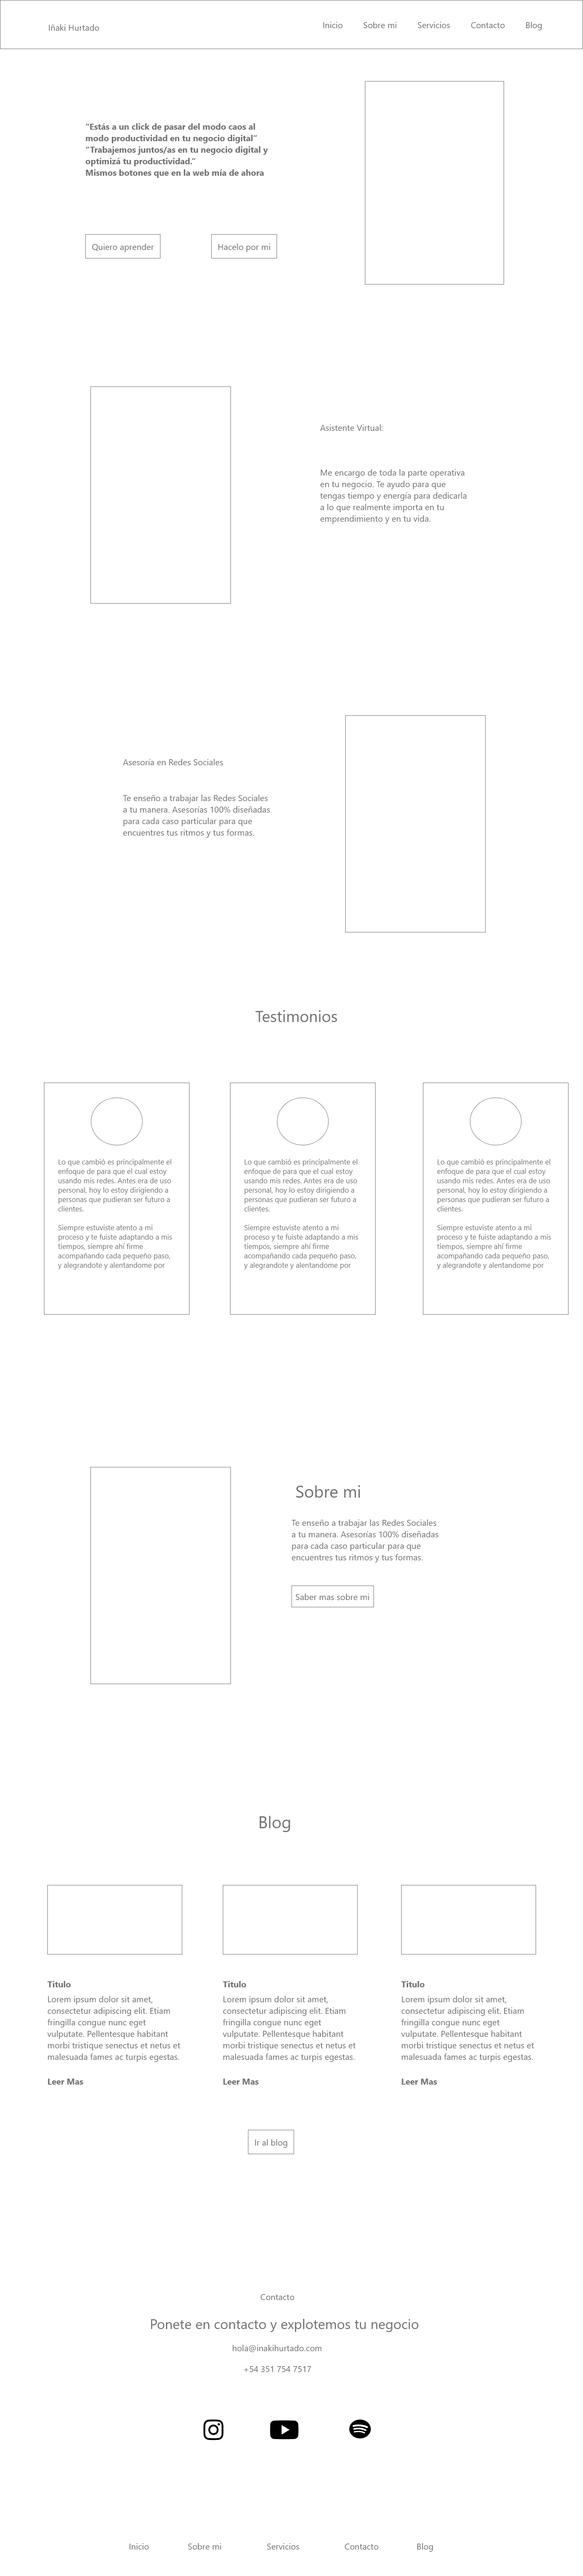 Iñaki Hurtado
Inicio Sobre mi Servicios Contacto Blog
"Estás a un click de pasar del modo caos al
modo productividad en tu negocio digital"
"Trabajemos juntos/as en tu negocio digital y
optimizá tu productividad."
Mismos botones que en la web mía de ahora
Quiero aprender
Hacelo por mi
Asistente Virtual:
Me encargo de toda la parte operativa
en tu negocio. Te ayudo para que
tengas tiempo y energía para dedicarla
a lo que realmente importa en tu
emprendimiento y en tu vida.
Asesoría en Redes Sociales
Te enseño a trabajar las Redes Sociales
a tu manera. Asesorías 100% diseñadas
para cada caso particular para que
encuentres tus ritmos y tus formas.
Testimonios
Lo que cambió es principalmente el
enfoque de para que el cual estoy
usando mis redes. Antes era de uso
personal, hoy lo estoy dirigiendo a
personas que pudieran ser futuro a
clientes.
Siempre estuviste atento a mi
proceso y te fuiste adaptando a mis
tiempos, siempre ahí firme
acompañando cada pequeño paso,
y alegrandote y alentandome por
Lo que cambió es principalmente el
enfoque de para que el cual estoy
usando mis redes. Antes era de uso
personal, hoy lo estoy dirigiendo a
personas que pudieran ser futuro a
clientes.
Siempre estuviste atento a mi
proceso y te fuiste adaptando a mis
tiempos, siempre ahí firme
acompañando cada pequeño paso,
y alegrandote y alentandome por
Lo que cambió es principalmente el
enfoque de para que el cual estoy
usando mis redes. Antes era de uso
personal, hoy lo estoy dirigiendo a
personas que pudieran ser futuro a
clientes.
Siempre estuviste atento a mi
proceso y te fuiste adaptando a mis
tiempos, siempre ahí firme
acompañando cada pequeño paso,
y alegrandote y alentandome por
Sobre mi
Te enseño a trabajar las Redes Sociales
a tu manera. Asesorías 100% diseñadas
para cada caso particular para que
encuentres tus ritmos y tus formas.
Saber mas sobre mi
Blog
Titulo
Lorem ipsum dolor sit amet,
consectetur adipiscing elit. Etiam
fringilla congue nunc eget
vulputate. Pellentesque habitant
morbi tristique senectus et netus et
malesuada fames ac turpis egestas.
Leer Mas
Titulo
Lorem ipsum dolor sit amet,
consectetur adipiscing elit. Etiam
fringilla congue nunc eget
vulputate. Pellentesque habitant
morbi tristique senectus et netus et
malesuada fames ac turpis egestas.
Leer Mas
Titulo
Lorem ipsum dolor sit amet,
consectetur adipiscing elit. Etiam
fringilla congue nunc eget
vulputate. Pellentesque habitant
morbi tristique senectus et netus et
malesuada fames ac turpis egestas.
Leer Mas
Ir al blog
Contacto
Ponete en contacto y explotemos tu negocio
hola@inakihurtado.com
+54 351 754 7517
Inicio Sobre mi Servicios Contacto Blog